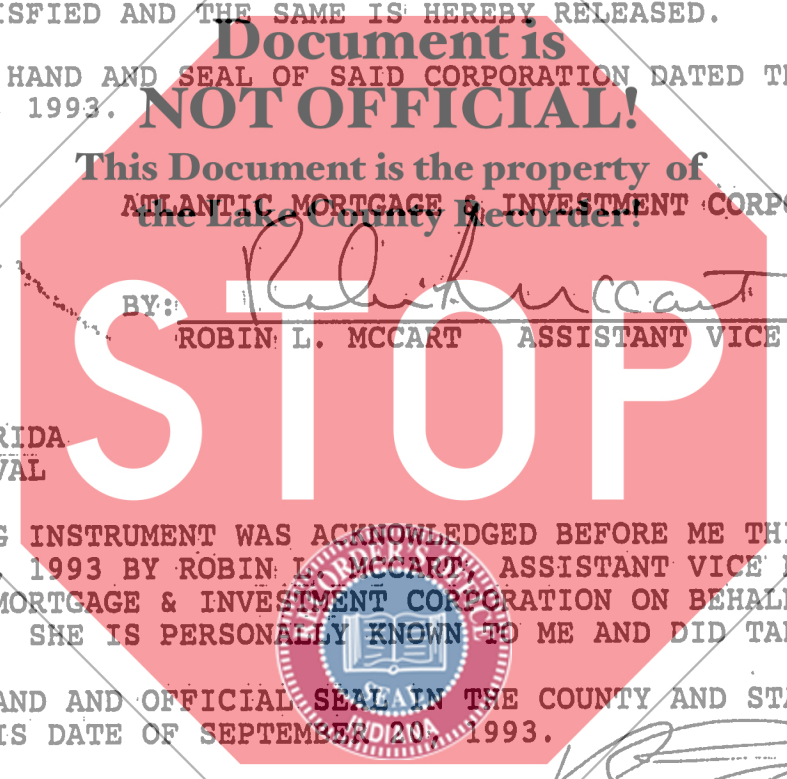 ISFIED AND THE SAME IS HEREBY RELEASED.
Document is
HAND AND SEAL OF SAID CORPORATION DATED TH
1993.
NOT OFFICIAL!
This Document is the property of
the Lake County Recorder!
ATLANTIC MORTGAGE & INVESTMENT CORPO
BY: Robin L McCart
ROBIN L. MCCART ASSISTANT VICE
STOP
RIDA
VAL
G INSTRUMENT WAS ACKNOWLEDGED BEFORE ME THI
1993 BY ROBIN L. MCCART, ASSISTANT VICE P
MORTGAGE & INVESTMENT CORPORATION ON BEHALF
SHE IS PERSONALLY KNOWN TO ME AND DID TAK
AND AND OFFICIAL SEAL IN THE COUNTY AND STA
IS DATE OF SEPTEMBER 20, 1993.
SEAL
INDIANA